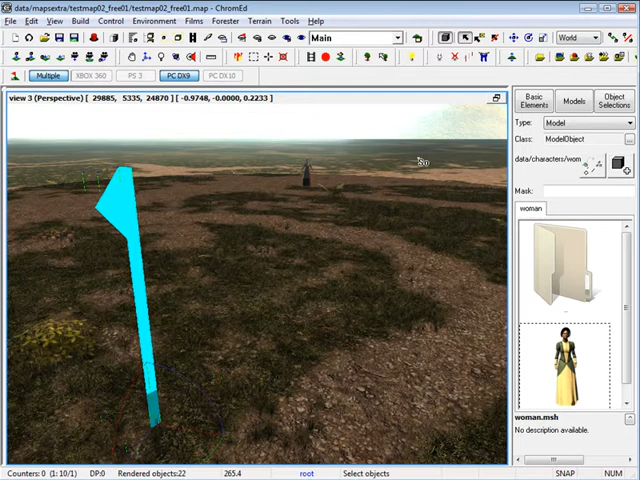 data/mapsextra/testmap02_free01/testmap02_free01.map - ChromEd
File Edit View Build Control Environment Forester Terrain Tools Help
Main World
Multiple XBOX 360 PS 3 PC DX9 PC DX10
view 3 (Perspective) [ 29885, 5335, 24870 ] [ -0.9748, -0.0000, 0.2233 ]
Basic Elements
Models
Object Selections
Type: Model
Class: ModelObject ...
data/characters/wom
Mask:
woman
..
woman.msh
No description available.
Counters: 0 (1: 10/1) DP:0 Rendered objects:22 265.4 root Select objects SNAP NUM